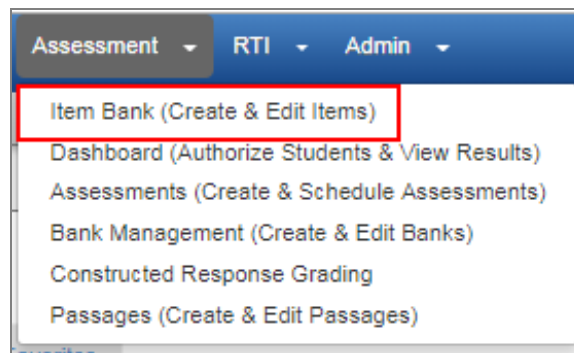 Assessment RTI Admin
Item Bank (Create & Edit Items)
Dashboard (Authorize Students & View Results)
Assessments (Create & Schedule Assessments)
Bank Management (Create & Edit Banks)
Constructed Response Grading
Passages (Create & Edit Passages)